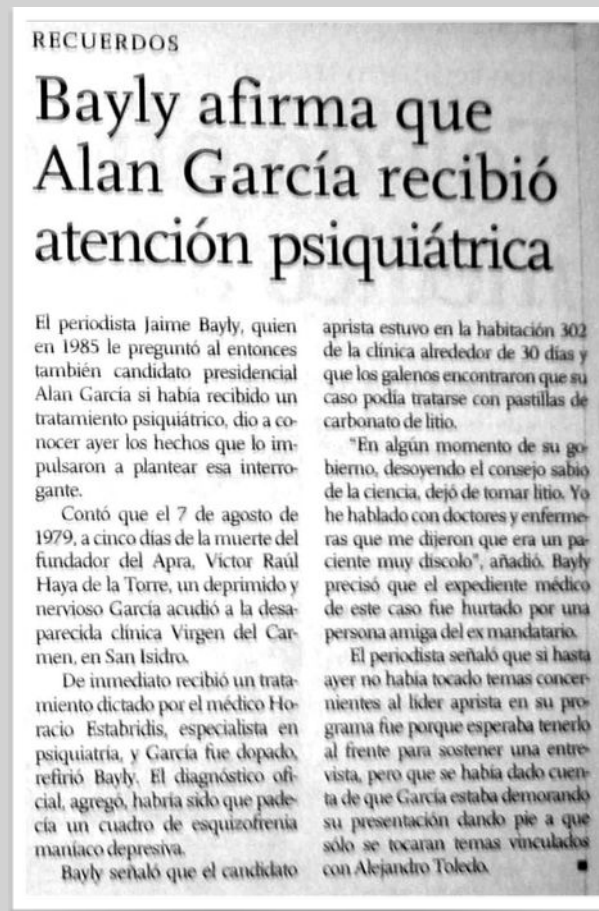 RECUERDOS
Bayly afirma que
Alan García recibió
atención psiquiátrica
El periodista Jaime Bayly, quien
en 1985 le preguntó al entonces
también candidato presidencial
Alan García si había recibido un
tratamiento psiquiátrico, dio a co-
nocer ayer los hechos que lo im-
pulsaron a plantear esa interro-
gante.
Contó que el 7 de agosto de
1979, a cinco días de la muerte del
fundador del Apra, Víctor Raúl
Haya de la Torre, un deprimido y
nervioso García acudió a la desa-
parecida clínica Virgen del Car-
men, en San Isidro.
De inmediato recibió un trata-
miento dictado por el médico Ho-
racio Estabridis, especialista en
psiquiatría, y García fue dopado,
refirió Bayly. El diagnóstico ofi-
cial, agregó, habría sido que pade-
cía un cuadro de esquizofrenia
maníaco depresiva.
Bayly señaló que el candidato
aprista estuvo en la habitación 302
de la clínica alrededor de 30 días y
que los galenos encontraron que su
caso podía tratarse con pastillas de
carbonato de litio.
"En algún momento de su go-
bierno, desoyendo el consejo sabio
de la ciencia, dejó de tomar litio. Yo
he hablado con doctores y enferme-
ras que me dijeron que era un pa-
ciente muy díscolo", añadió. Bayly
precisó que el expediente médico
de este caso fue hurtado por una
persona amiga del ex mandatario.
El periodista señaló que si hasta
ayer no había tocado temas concer-
nientes al líder aprista en su pro-
grama fue porque esperaba tenerlo
al frente para sostener una entre-
vista, pero que se había dado cuen-
ta de que García estaba demorando
su presentación dando pie a que
sólo se tocaran temas vinculados
con Alejandro Toledo.